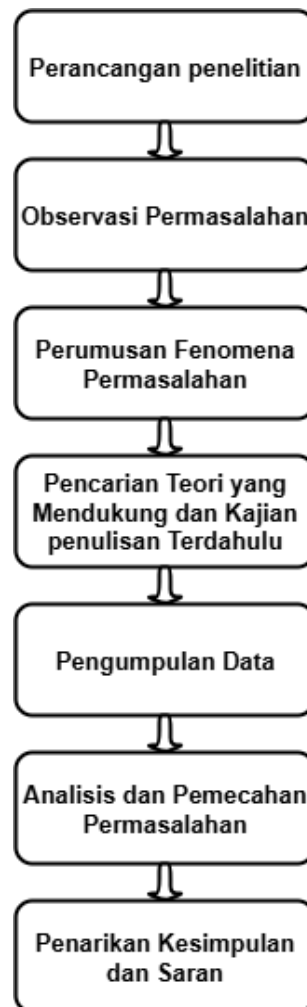 Perancangan penelitian
Observasi Permasalahan
Perumusan Fenomena
Permasalahan
Pencarian Teori yang
Mendukung dan Kajian
penulisan Terdahulu
Pengumpulan Data
Analisis dan Pemecahan
Permasalahan
Penarikan Kesimpulan
dan Saran